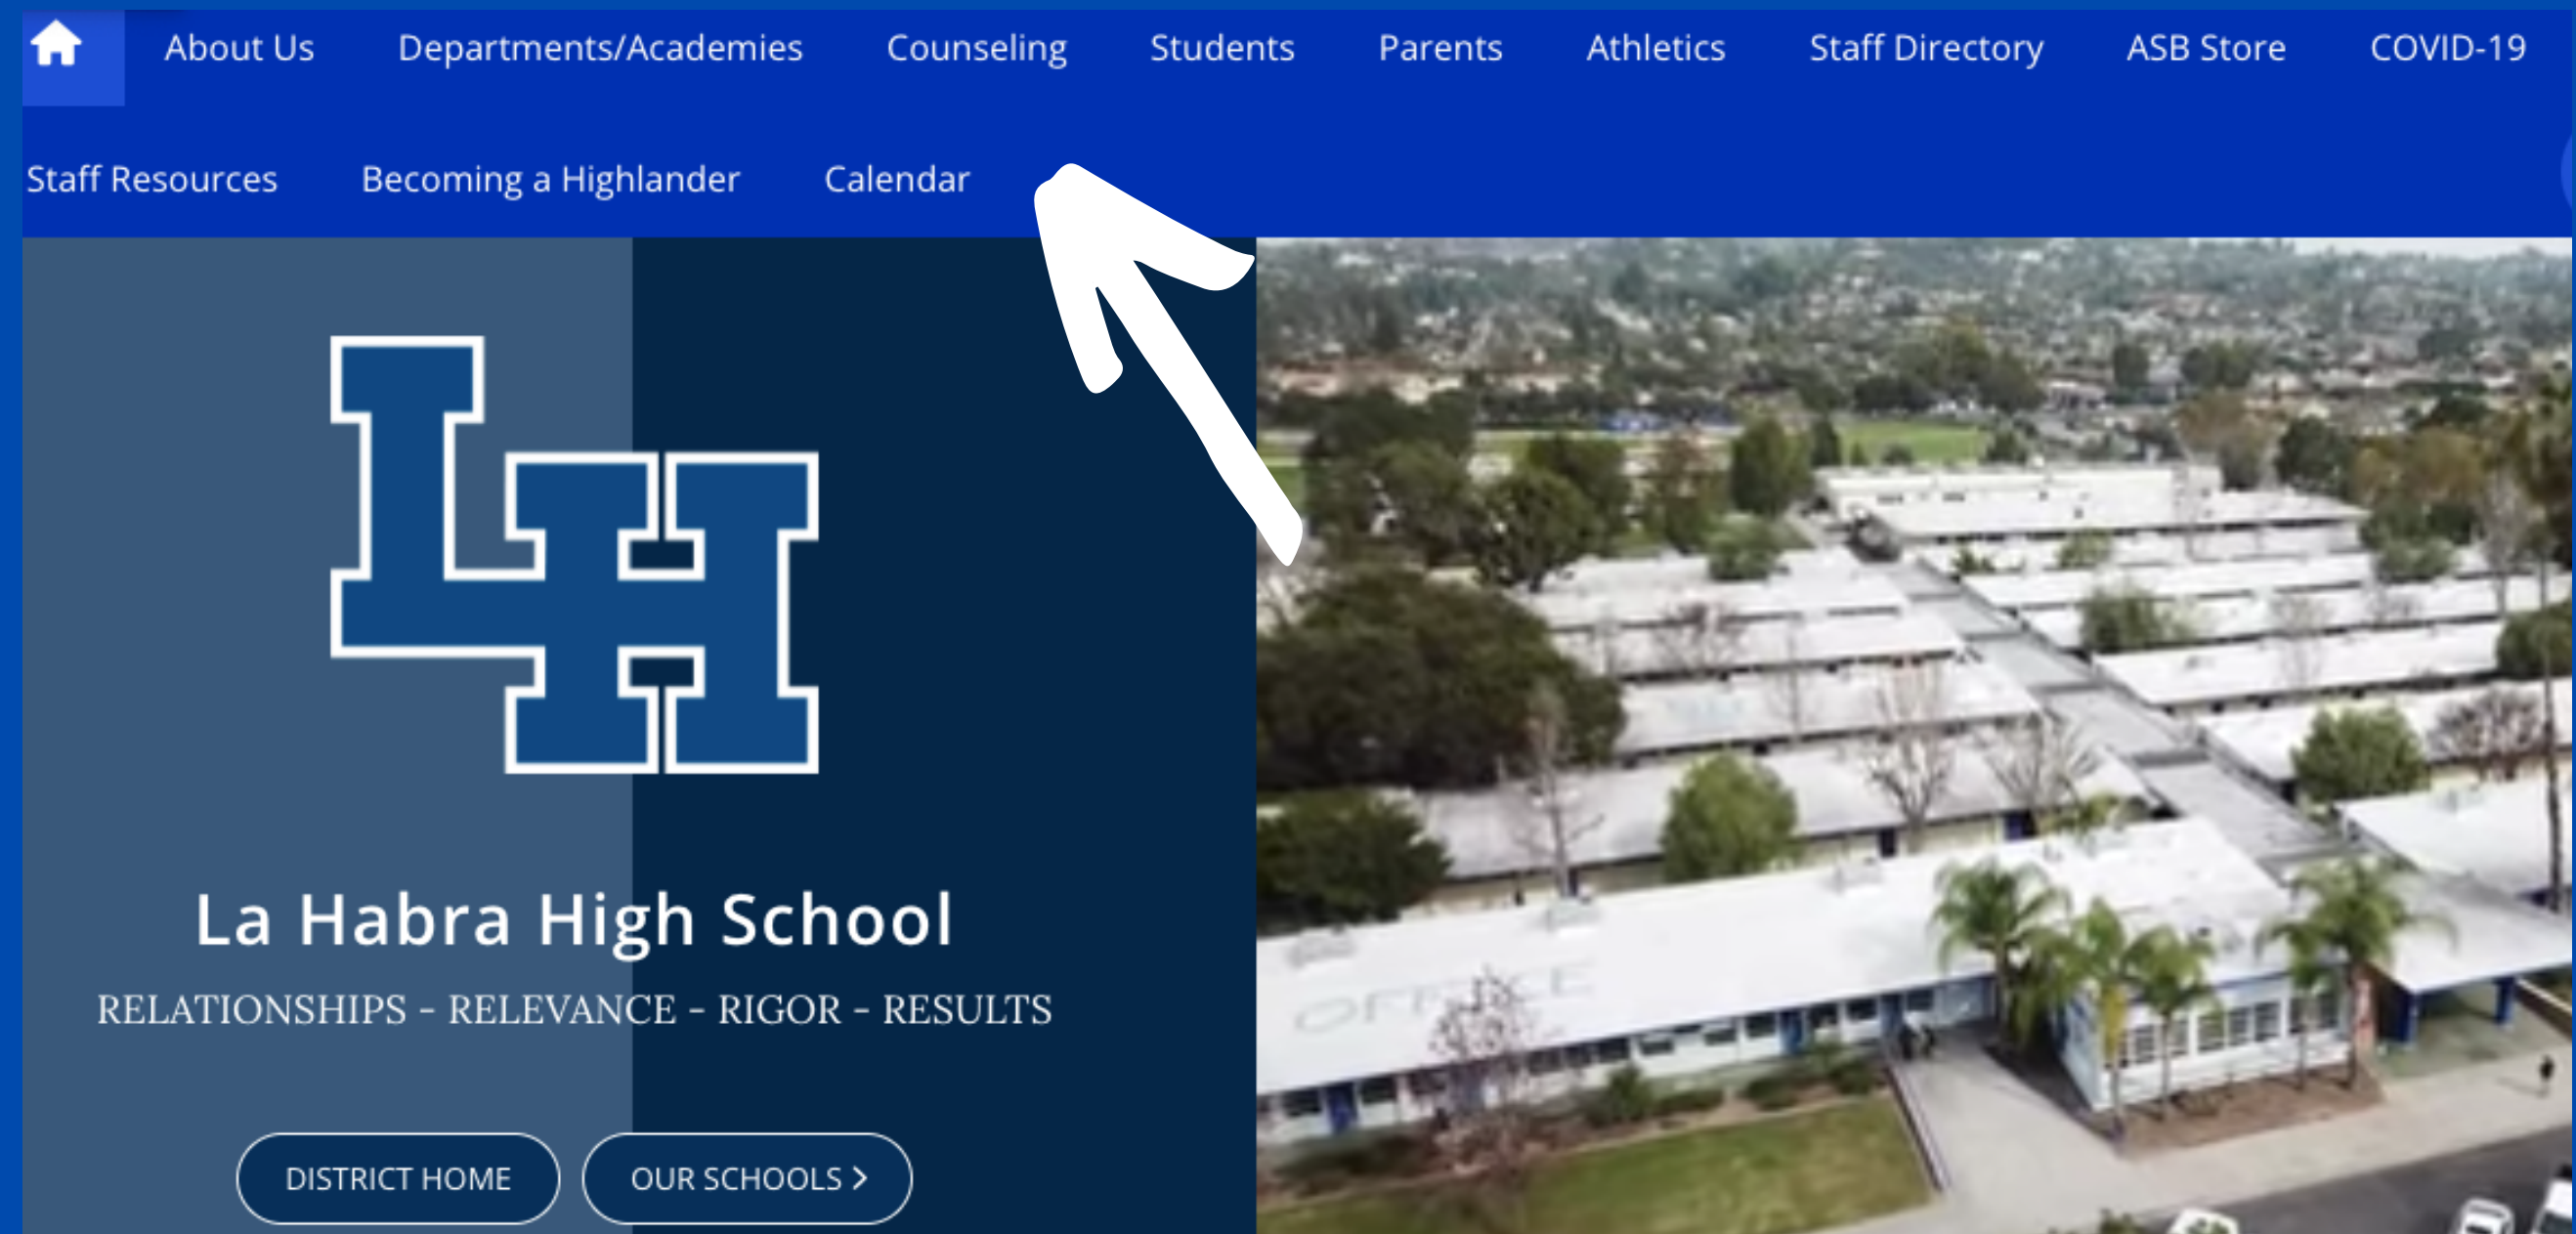 About Us Departments/Academies Counseling Students Parents Athletics Staff Directory ASB Store COVID-19
Staff Resources Becoming a Highlander Calendar
LH
La Habra High School
RELATIONSHIPS - RELEVANCE - RIGOR - RESULTS
DISTRICT HOME OUR SCHOOLS >
OFFICE